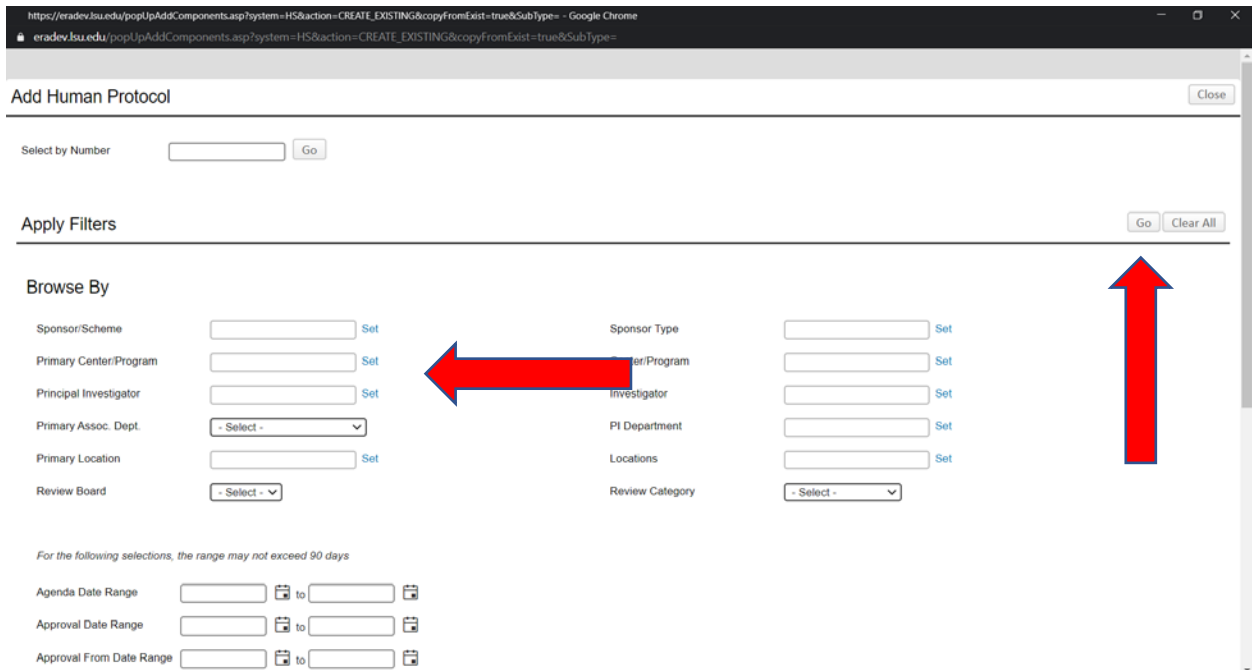 https://eradev.lsu.edu/popUpAddComponents.asp?system=HS&action=CREATE_EXISTING&copyFromExist=true&SubType= - Google Chrome
eradev.lsu.edu/popUpAddComponents.asp?system=HS&action=CREATE_EXISTING&copyFromExist=true&SubType=
Add Human Protocol Close
Select by Number Go
Apply Filters Go Clear All
Browse By
Sponsor/Scheme Set Sponsor Type Set
Primary Center/Program Set er/Program Set
Principal Investigator Set Investigator Set
Primary Assoc. Dept. - Select - PI Department Set
Primary Location Set Locations Set
Review Board - Select - Review Category - Select -
For the following selections, the range may not exceed 90 days
Agenda Date Range to
Approval Date Range to
Approval From Date Range to